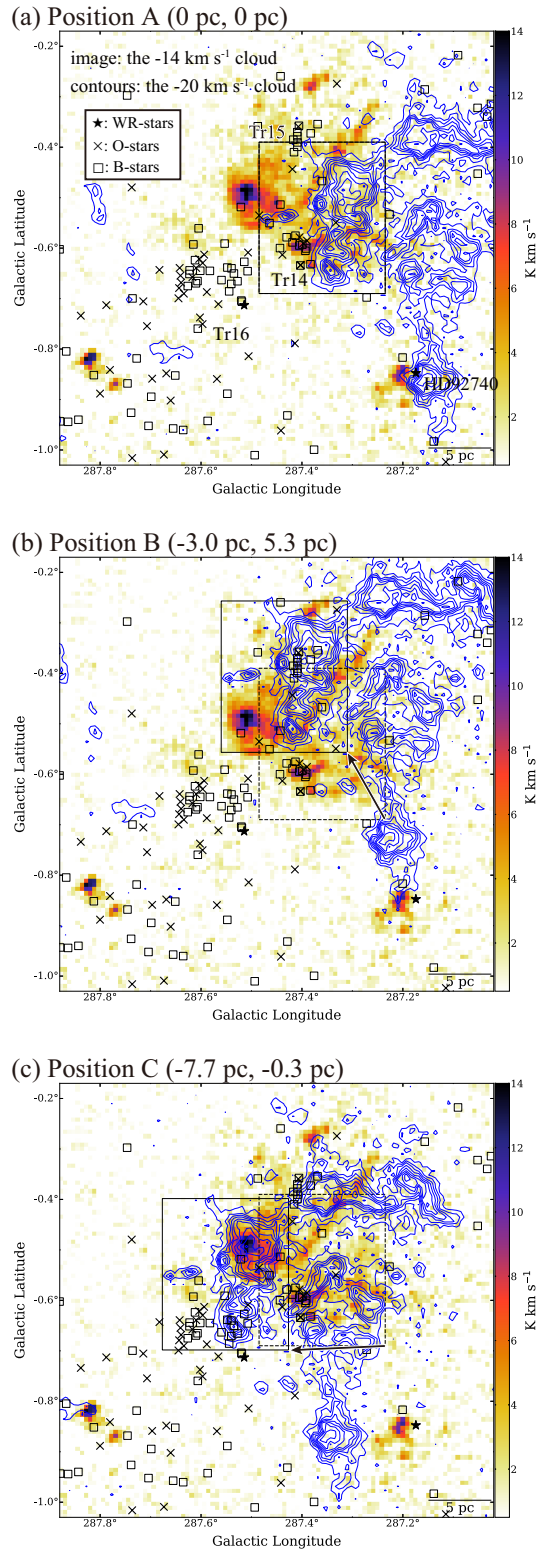 (a) Position A (0 pc, 0 pc)
image: the -14 km s⁻¹ cloud
contours: the -20 km s⁻¹ cloud
★: WR-stars
×: O-stars
□: B-stars
Tr15
Tr14
Tr16
HD92740
5 pc
-0.2°
-0.4°
-0.6°
-0.8°
-1.0°
Galactic Latitude
287.8°
287.6°
287.4°
287.2°
Galactic Longitude
14
12
10
8
6
4
2
K km s⁻¹
(b) Position B (-3.0 pc, 5.3 pc)
5 pc
-0.2°
-0.4°
-0.6°
-0.8°
-1.0°
Galactic Latitude
287.8°
287.6°
287.4°
287.2°
Galactic Longitude
14
12
10
8
6
4
2
K km s⁻¹
(c) Position C (-7.7 pc, -0.3 pc)
5 pc
-0.2°
-0.4°
-0.6°
-0.8°
-1.0°
Galactic Latitude
287.8°
287.6°
287.4°
287.2°
Galactic Longitude
14
12
10
8
6
4
2
K km s⁻¹